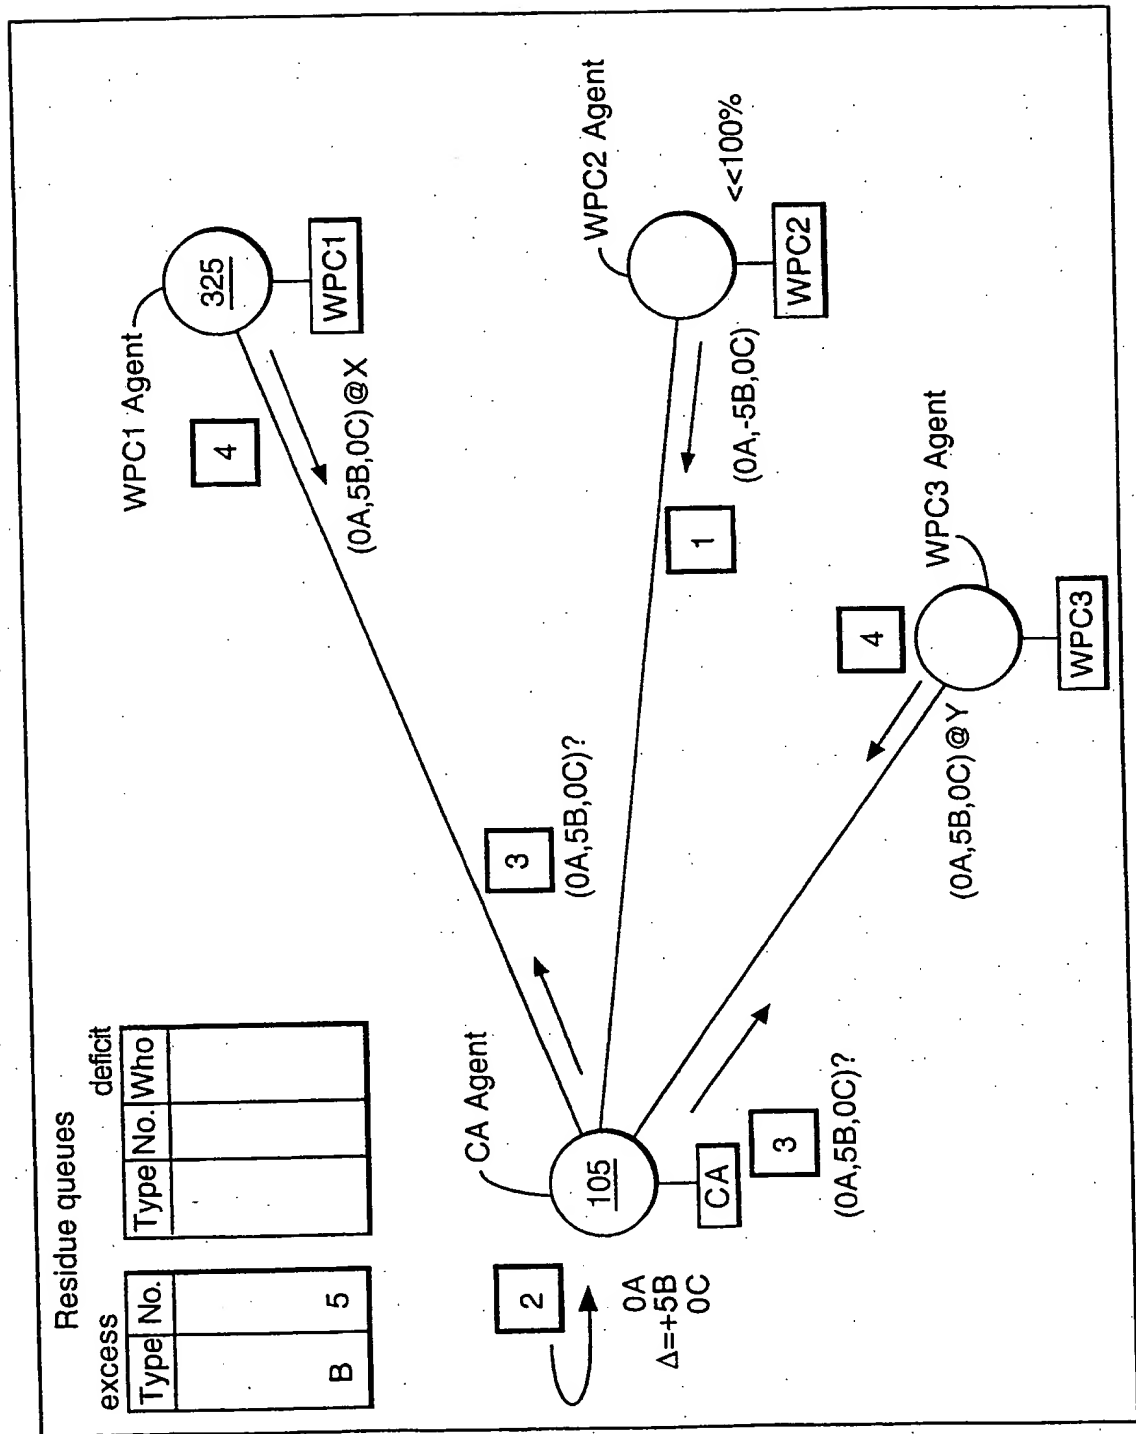 Residue queues
excess
Type No.
B 5
deficit
Type No. Who
2
0A
Δ=+5B
0C
CA Agent
105
CA
3
(0A,5B,0C)?
3
(0A,5B,0C)?
WPC1 Agent
325
WPC1
4
(0A,5B,0C)@X
WPC2 Agent
<<100%
WPC2
(0A,-5B,0C)
1
WPC3 Agent
4
WPC3
(0A,5B,0C)@Y